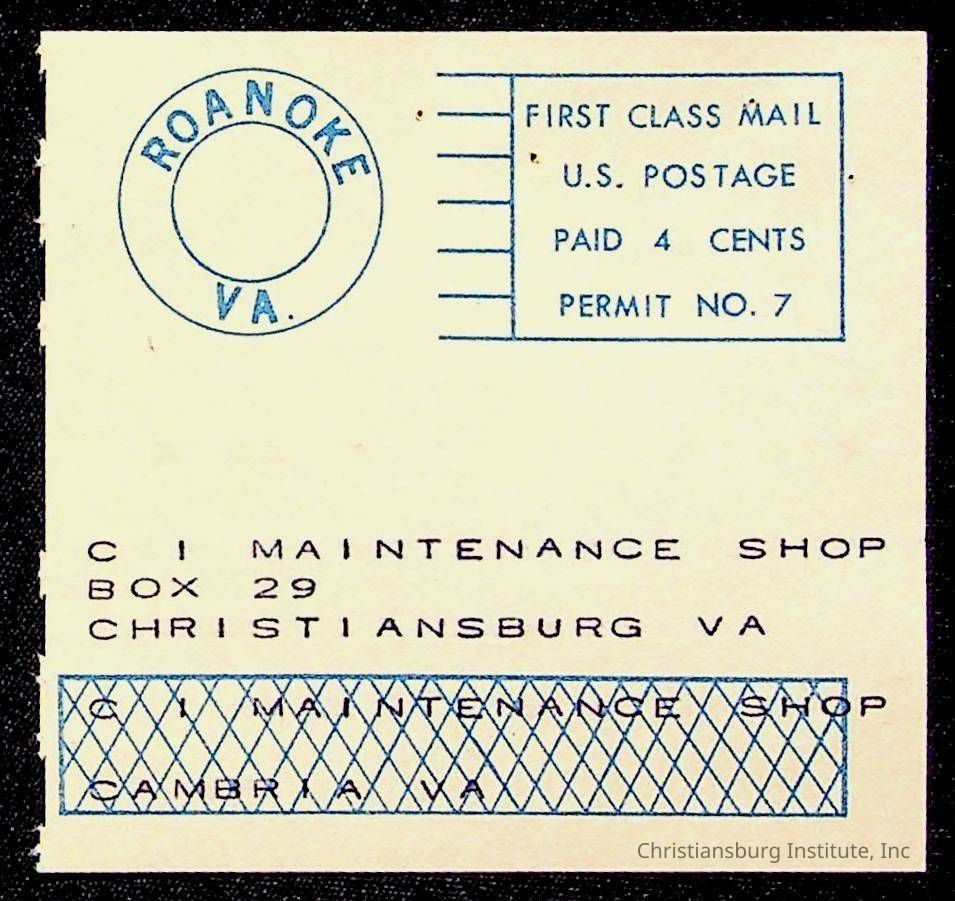 ROANOKE
VA.
FIRST CLASS MAIL
U.S. POSTAGE
PAID 4 CENTS
PERMIT NO. 7
C I MAINTENANCE SHOP
BOX 29
CHRISTIANSBURG VA
C I MAINTENANCE SHOP
CAMBRIA VA
Christiansburg Institute, Inc